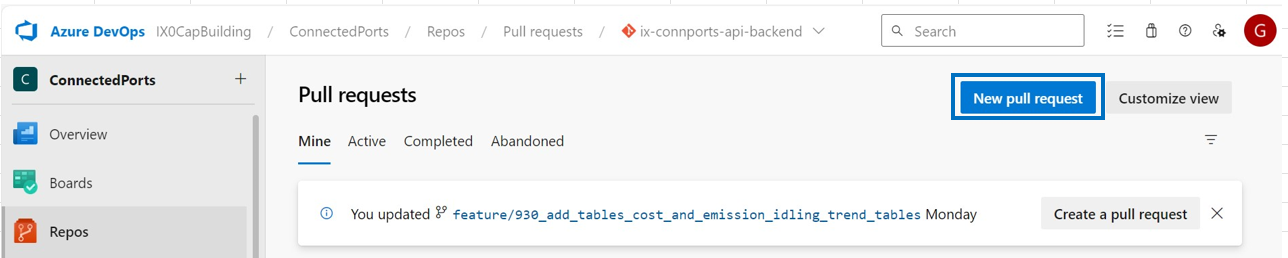 Azure DevOps IX0CapBuilding / ConnectedPorts / Repos / Pull requests / ix-connports-api-backend Search G
C ConnectedPorts +
Pull requests New pull request Customize view
Overview
Mine Active Completed Abandoned
Boards
You updated feature/930_add_tables_cost_and_emission_idling_trend_tables Monday Create a pull request
Repos